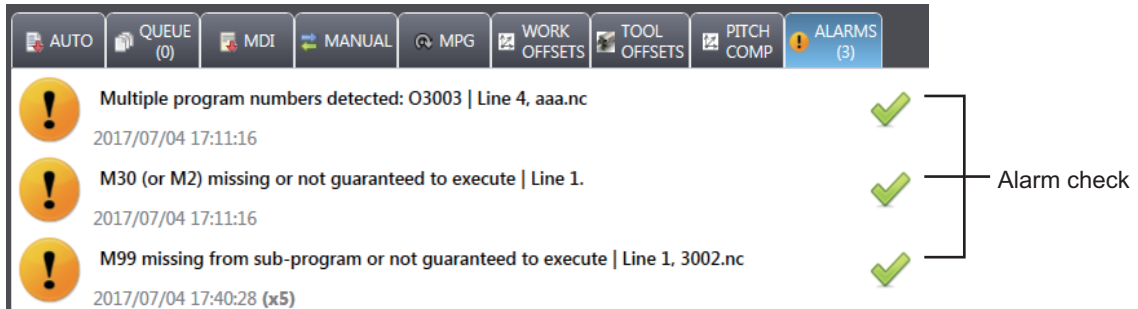 AUTO
QUEUE
(0)
MDI
MANUAL
MPG
WORK
OFFSETS
TOOL
OFFSETS
PITCH
COMP
ALARMS
(3)
Multiple program numbers detected: O3003 | Line 4, aaa.nc
2017/07/04 17:11:16
M30 (or M2) missing or not guaranteed to execute | Line 1.
2017/07/04 17:11:16
Alarm check
M99 missing from sub-program or not guaranteed to execute | Line 1, 3002.nc
2017/07/04 17:40:28 (x5)